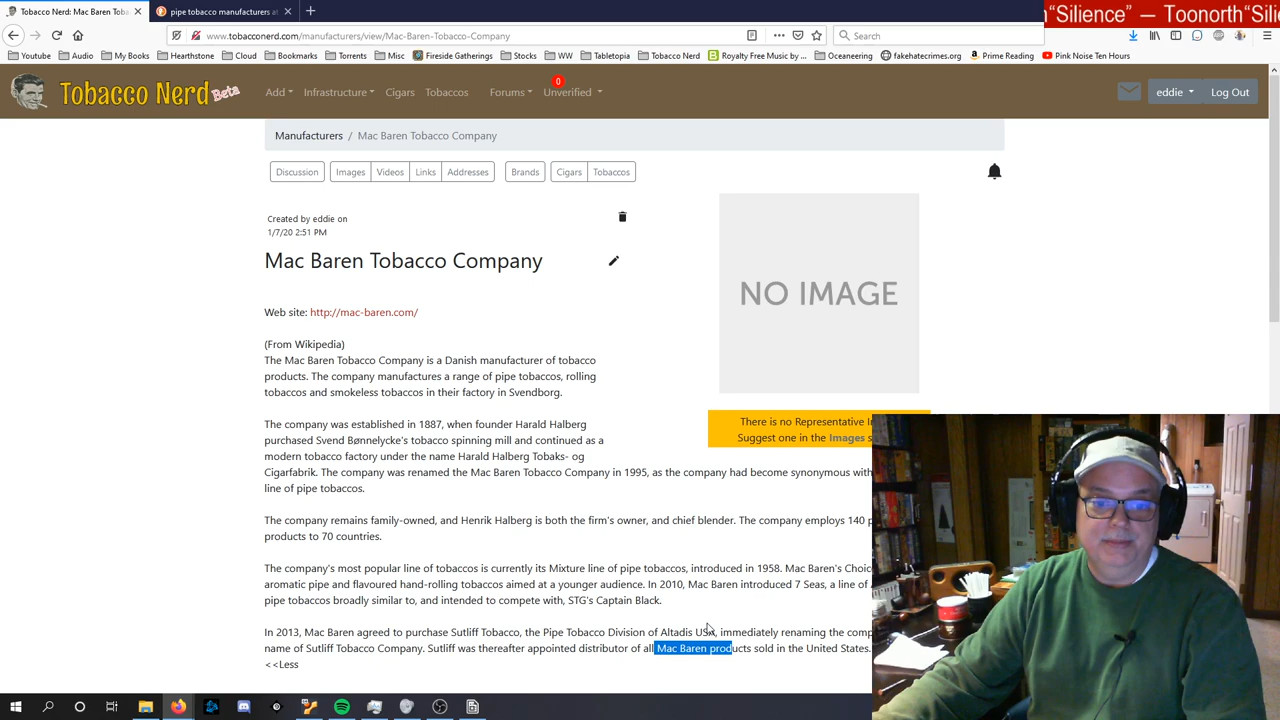 Tobacco Nerd: Mac Baren Toba
pipe tobacco manufacturers at
"Silience" — Toonorth"Sili
www.tobacconerd.com/manufacturers/view/Mac-Baren-Tobacco-Company
Search
Youtube Audio My Books Hearthstone Cloud Bookmarks Torrents Misc Fireside Gatherings Stocks WW Tabletopia Tobacco Nerd Royalty Free Music by ... Oceaneering fakehatecrimes.org Prime Reading Pink Noise Ten Hours
Tobacco Nerd Beta
Add Infrastructure Cigars Tobaccos Forums Unverified 0
eddie Log Out
Manufacturers / Mac Baren Tobacco Company
Discussion Images Videos Links Addresses Brands Cigars Tobaccos
Created by eddie on
1/7/20 2:51 PM
Mac Baren Tobacco Company
NO IMAGE
Web site: http://mac-baren.com/
(From Wikipedia)
The Mac Baren Tobacco Company is a Danish manufacturer of tobacco
products. The company manufactures a range of pipe tobaccos, rolling
tobaccos and smokeless tobaccos in their factory in Svendborg.
There is no Representative
Suggest one in the Images
The company was established in 1887, when founder Harald Halberg
purchased Svend Bønnelycke's tobacco spinning mill and continued as a
modern tobacco factory under the name Harald Halberg Tobaks- og
Cigarfabrik. The company was renamed the Mac Baren Tobacco Company in 1995, as the company had become synonymous with
line of pipe tobaccos.
The company remains family-owned, and Henrik Halberg is both the firm's owner, and chief blender. The company employs 140
products to 70 countries.
The company's most popular line of tobaccos is currently its Mixture line of pipe tobaccos, introduced in 1958. Mac Baren's Choic
aromatic pipe and flavoured hand-rolling tobaccos aimed at a younger audience. In 2010, Mac Baren introduced 7 Seas, a line of
pipe tobaccos broadly similar to, and intended to compete with, STG's Captain Black.
In 2013, Mac Baren agreed to purchase Sutliff Tobacco, the Pipe Tobacco Division of Altadis USA, immediately renaming the comp
name of Sutliff Tobacco Company. Sutliff was thereafter appointed distributor of all Mac Baren products sold in the United States.
<<Less